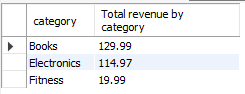 category Total revenue by
category
Books 129.99
Electronics 114.97
Fitness 19.99